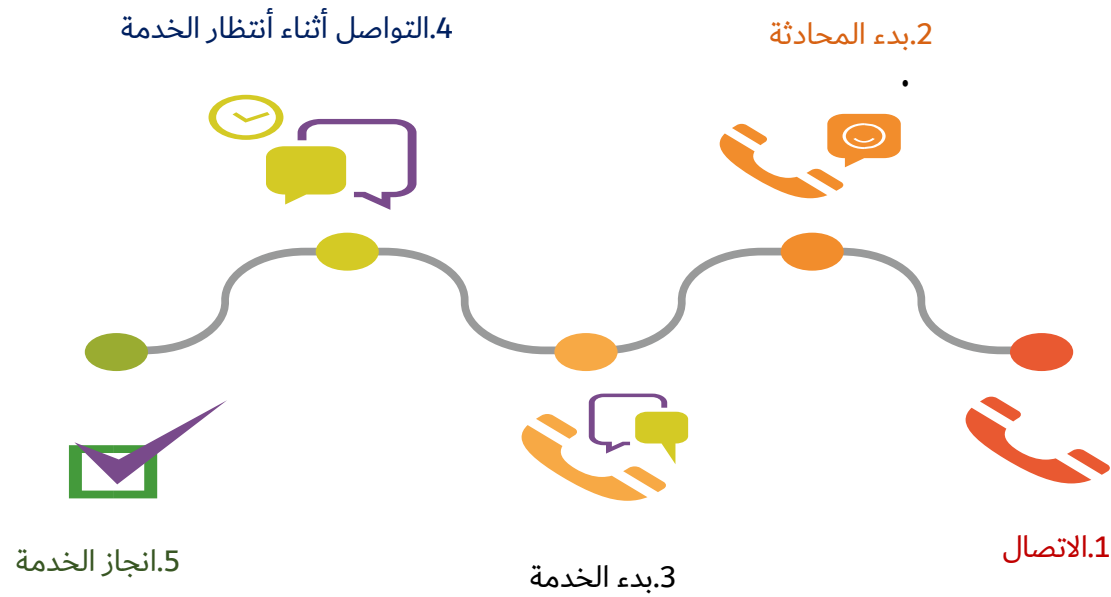 1.الاتصال
2.بدء المحادثة
.
3.بدء الخدمة
4.التواصل أثناء أنتظار الخدمة
5.انجاز الخدمة